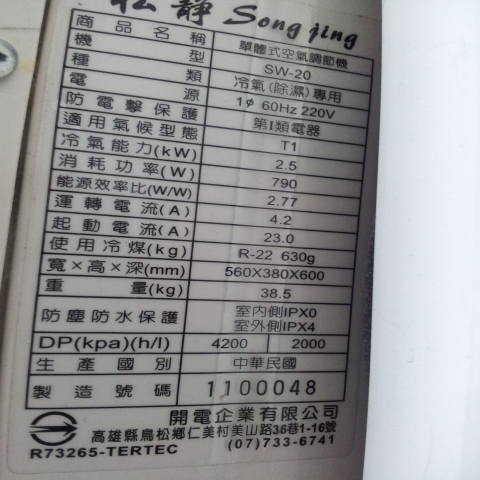 松靜 Song jing
商品名稱 單體式空氣調節機
機型 SW-20
種類 冷氣(除濕)專用
電源 1φ 60Hz 220V
防電擊保護 第I類電器
適用氣候型態 T1
冷氣能力(kW) 2.5
消耗功率(W) 790
能源效率比(W/W) 2.77
運轉電流(A) 4.2
起動電流(A) 23.0
使用冷煤(kg) R-22 630g
寬×高×深(mm) 560X380X600
重量(kg) 38.5
防塵防水保護 室內側IPX0
室外側IPX4
DP(kpa)(h/l) 4200 2000
生產國別 中華民國
製造號碼 1100048
開電企業有限公司
高雄縣鳥松鄉仁美村美山路36巷1-16號
R73265-TERTEC (07)733-6741